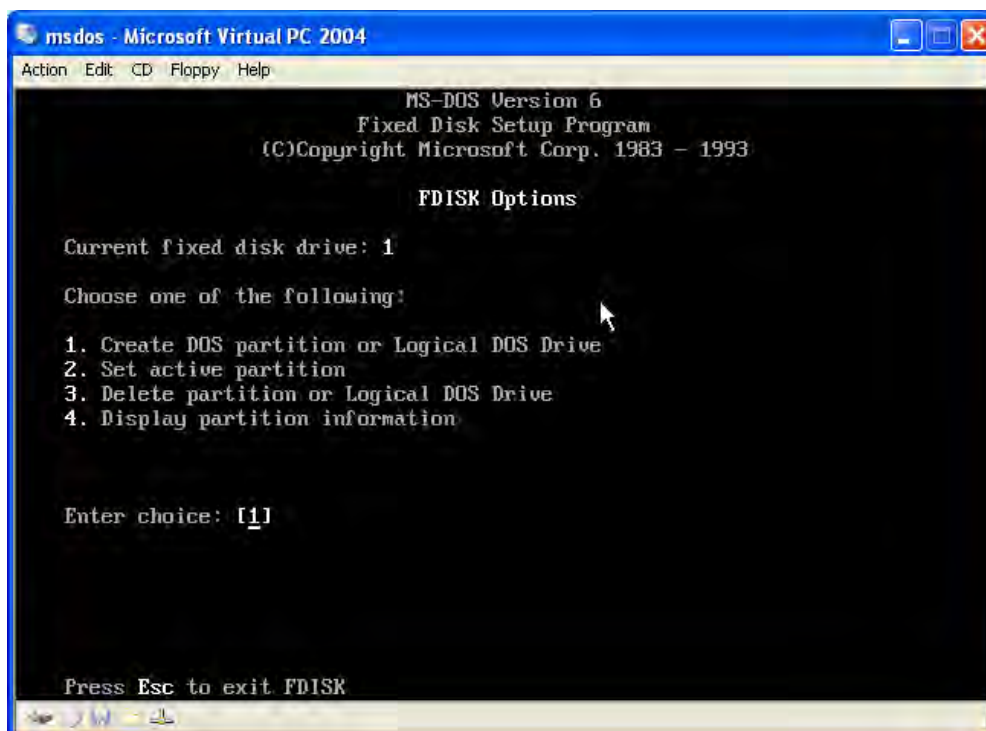 msdos - Microsoft Virtual PC 2004
Action Edit CD Floppy Help
MS-DOS Version 6
Fixed Disk Setup Program
(C)Copyright Microsoft Corp. 1983 - 1993
FDISK Options
Current fixed disk drive: 1
Choose one of the following:
1. Create DOS partition or Logical DOS Drive
2. Set active partition
3. Delete partition or Logical DOS Drive
4. Display partition information
Enter choice: [1]
Press Esc to exit FDISK